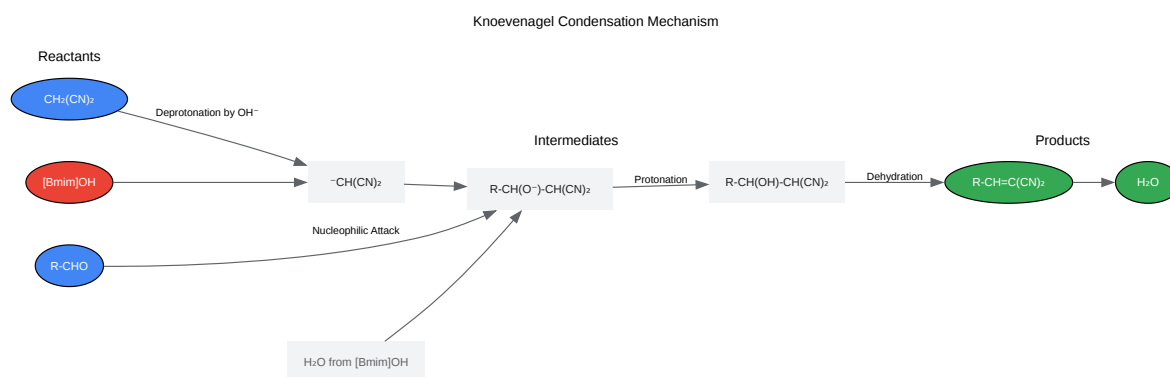 Knoevenagel Condensation Mechanism
Reactants
CH₂(CN)₂
Deprotonation by OH⁻
[Bmim]OH
R-CHO
⁻CH(CN)₂
Nucleophilic Attack
H₂O from [Bmim]OH
Intermediates
R-CH(O⁻)-CH(CN)₂
Protonation
R-CH(OH)-CH(CN)₂
Dehydration
Products
R-CH=C(CN)₂
H₂O